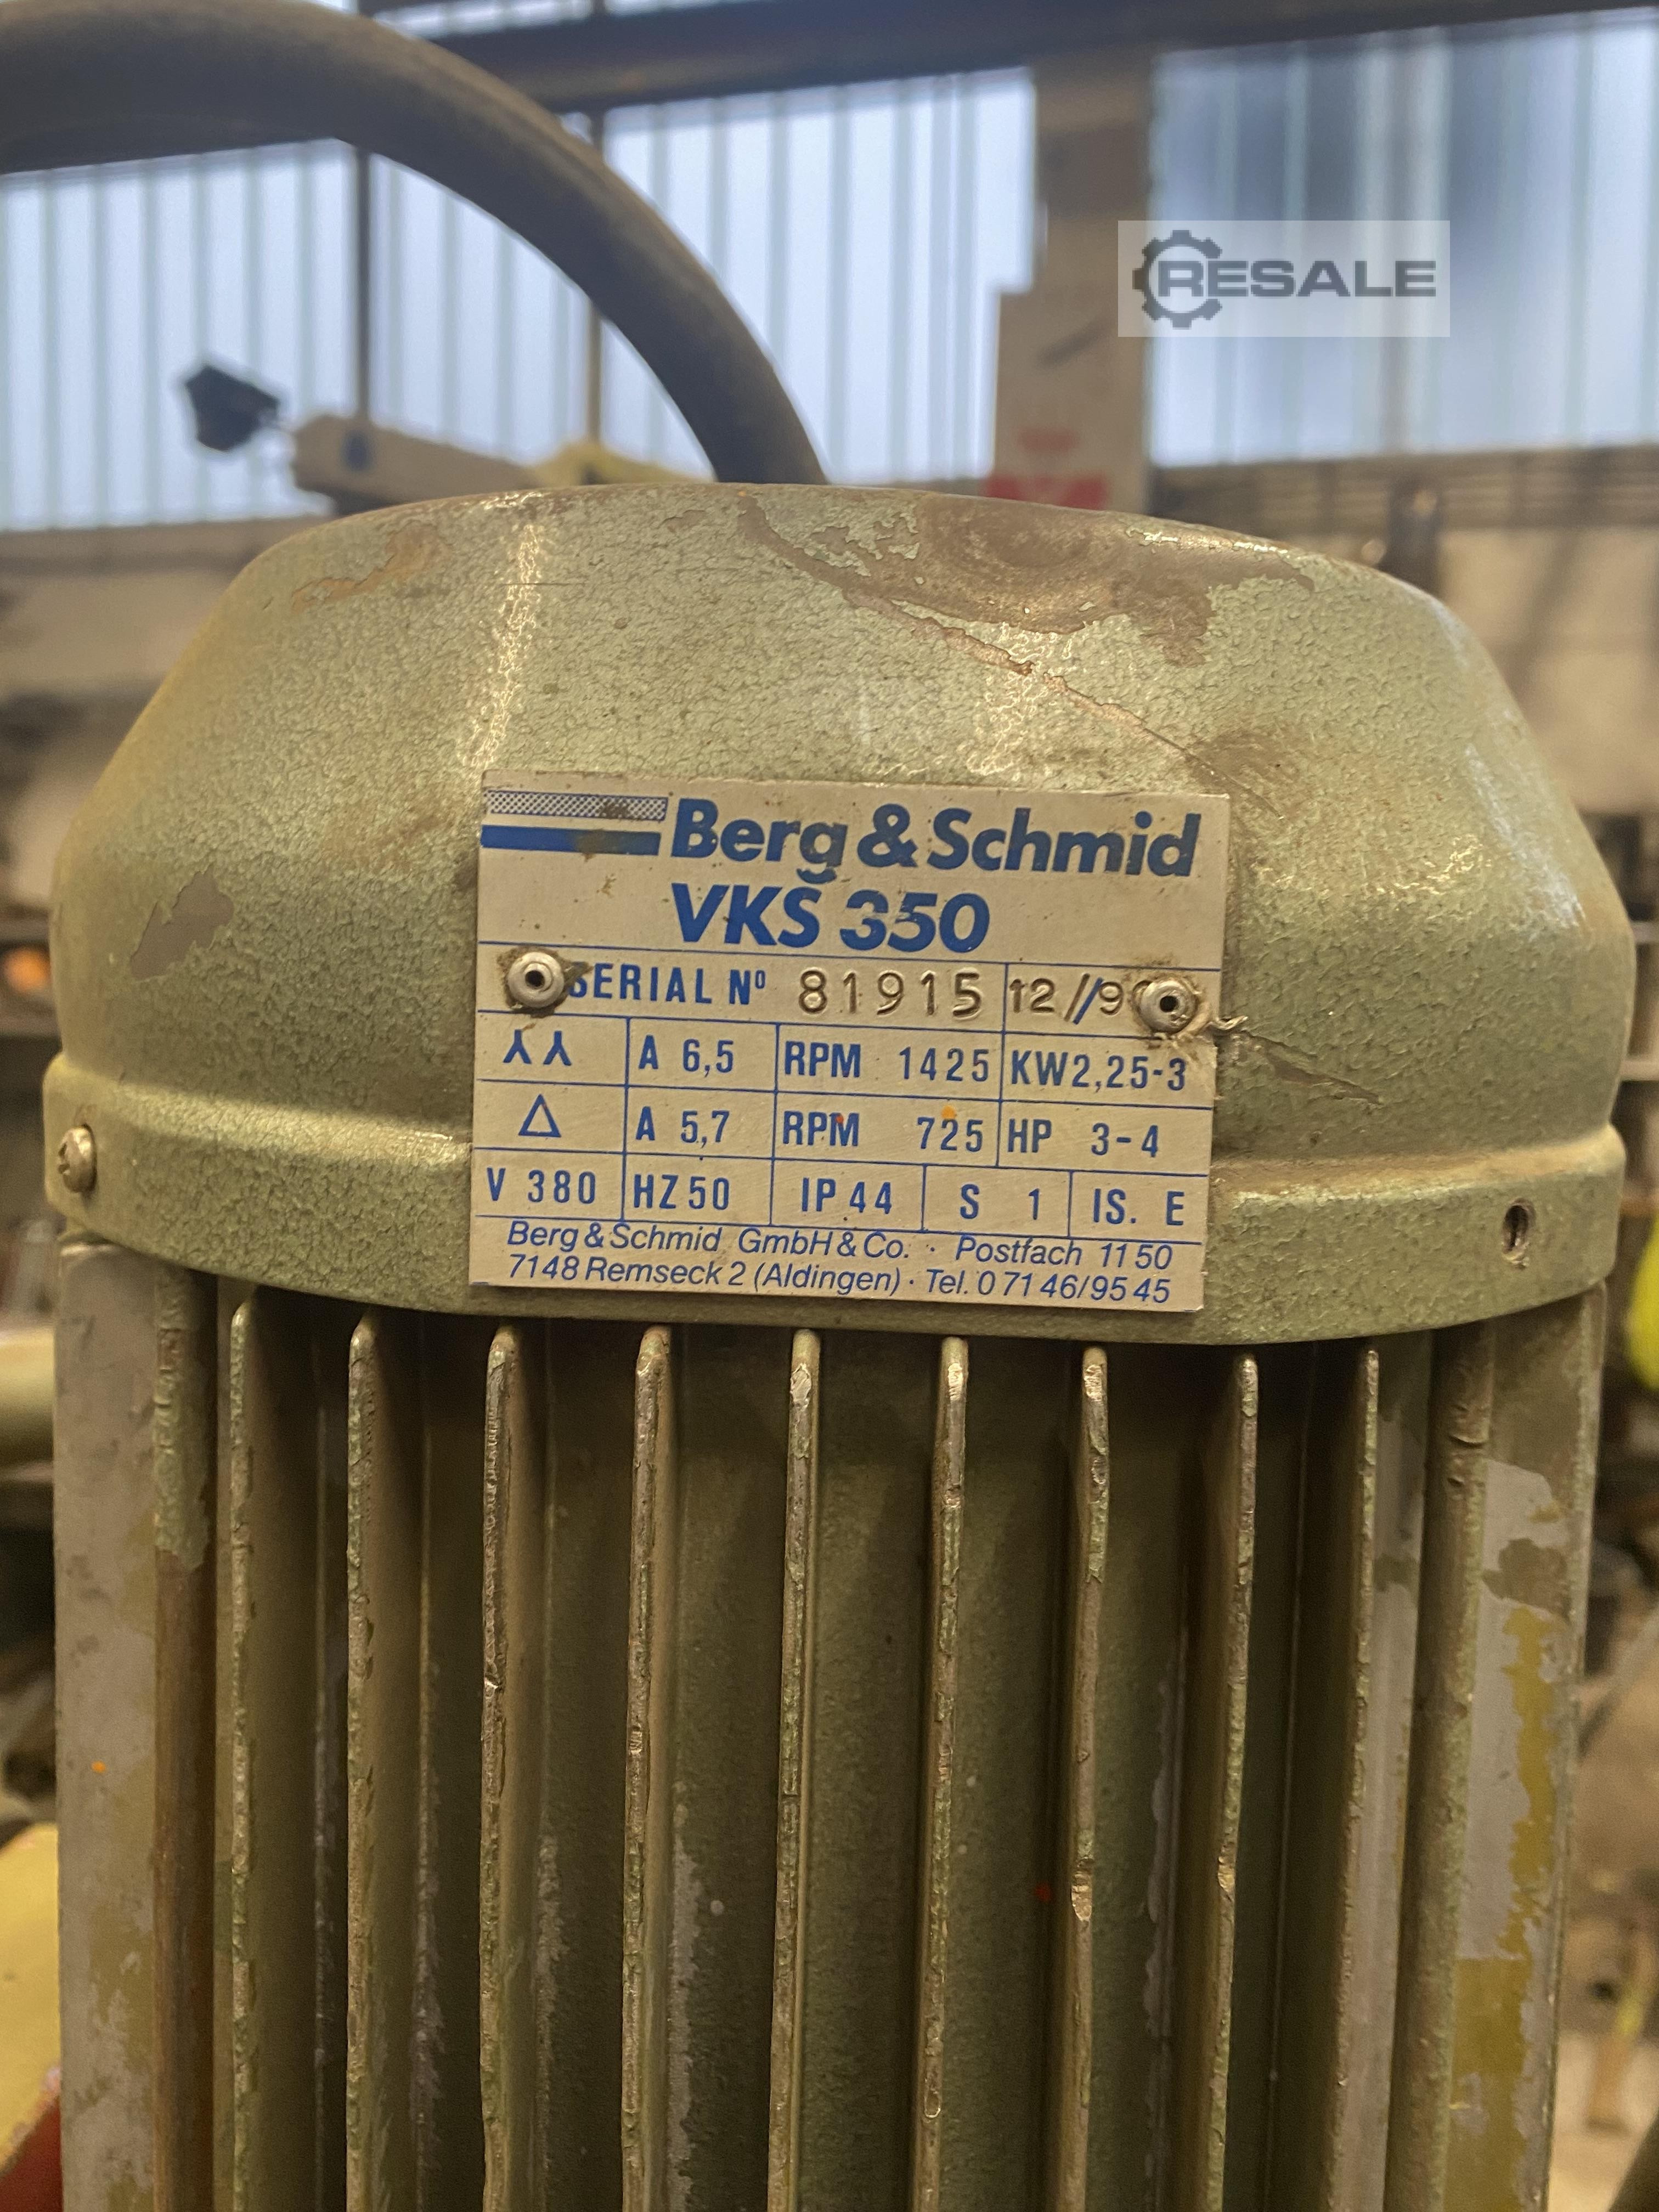 RESALE
Berg & Schmid
VKS 350
SERIAL Nº 81915 12//9
⅄⅄ A 6,5 RPM 1425 KW2,25-3
△ A 5,7 RPM 725 HP 3-4
V 380 HZ 50 IP 44 S 1 IS. E
Berg & Schmid GmbH & Co. · Postfach 11 50
7148 Remseck 2 (Aldingen) · Tel. 0 71 46/95 45